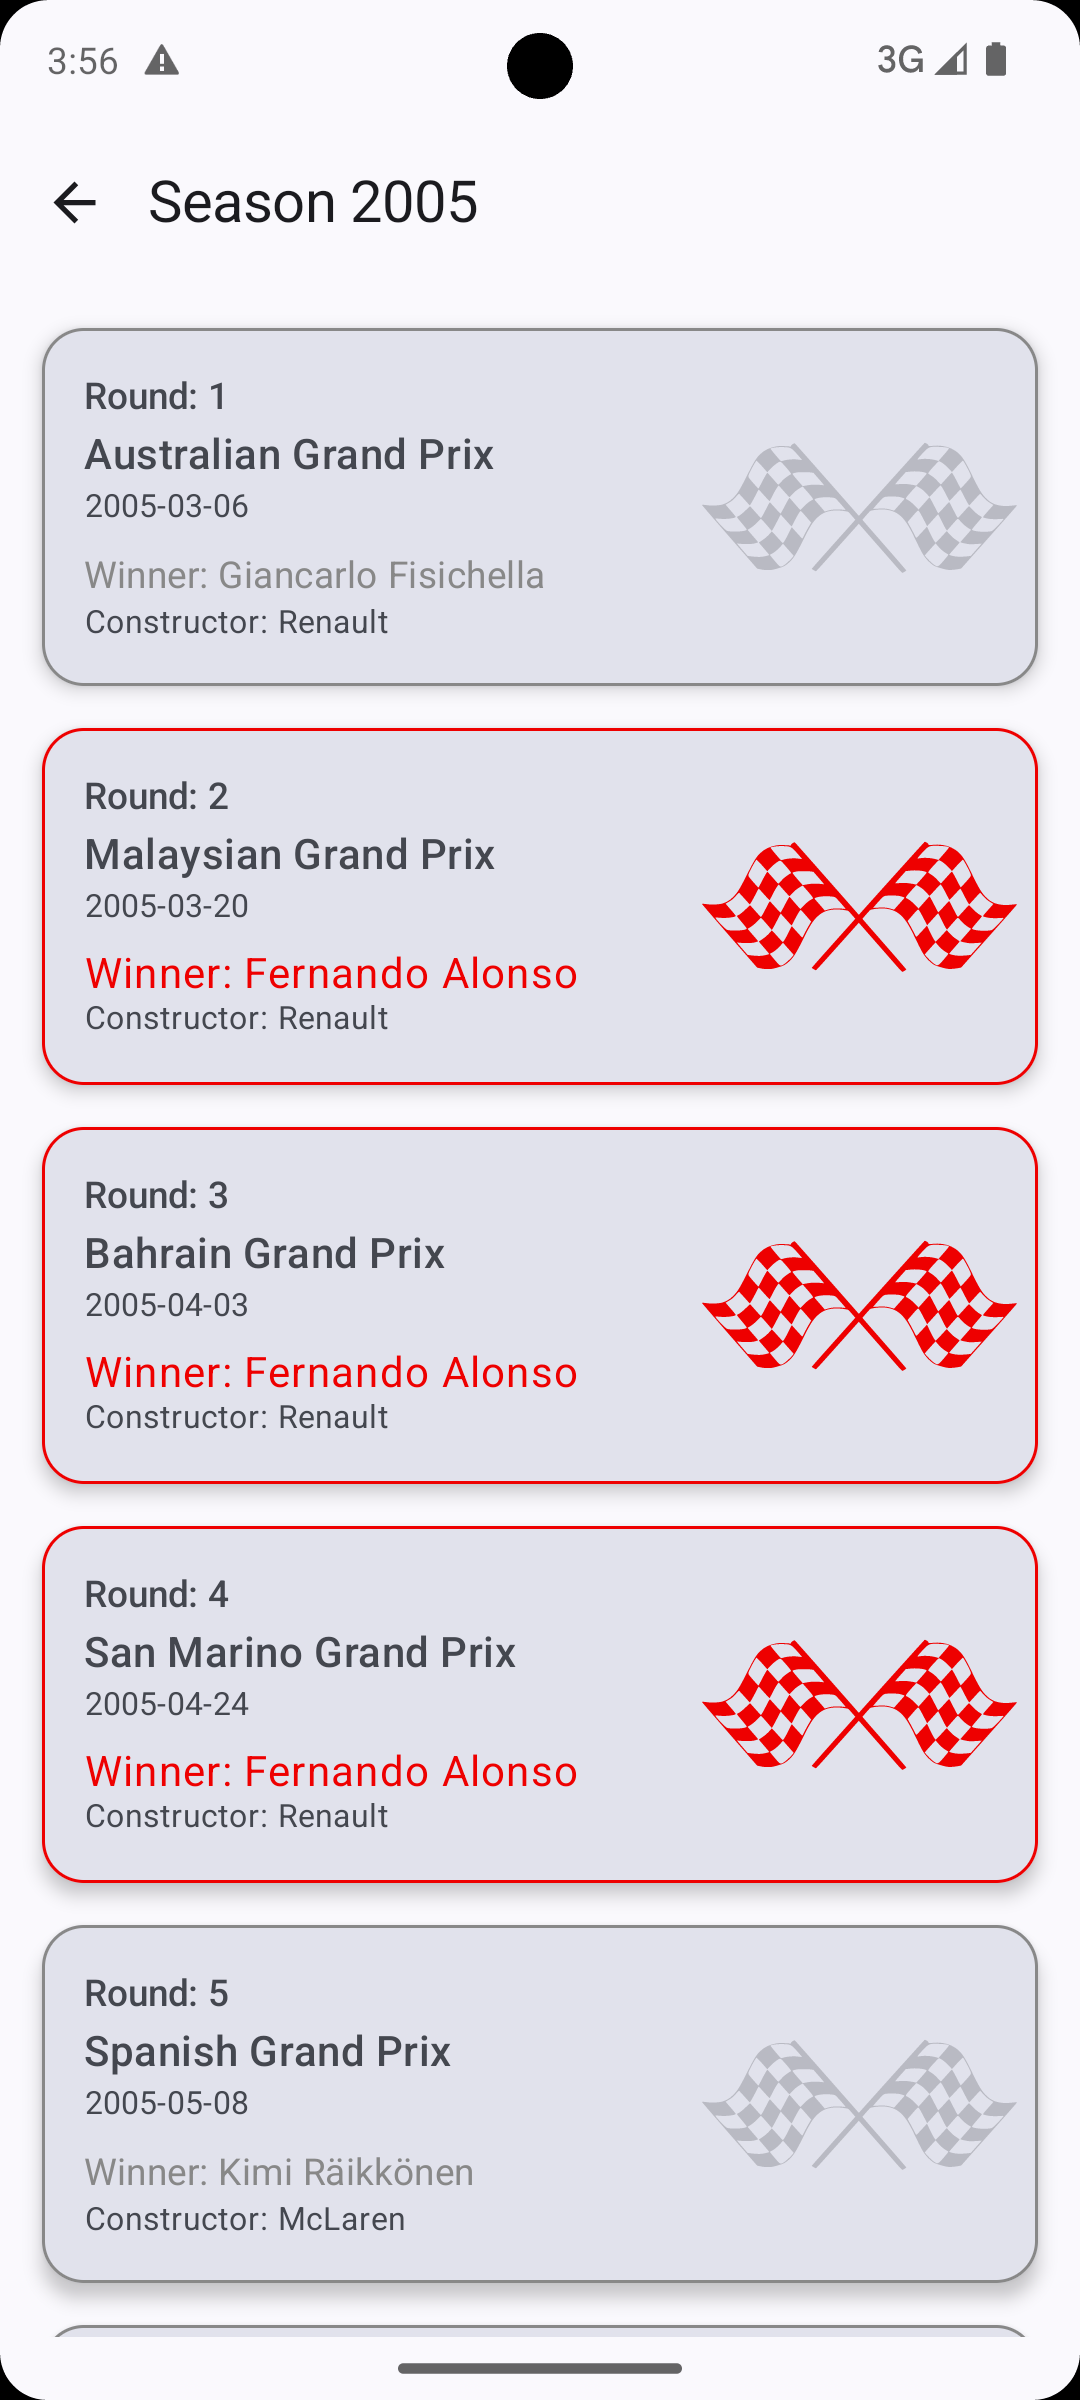 3:56
3G
Season 2005
Round: 1
Australian Grand Prix
2005-03-06
Winner: Giancarlo Fisichella
Constructor: Renault
Round: 2
Malaysian Grand Prix
2005-03-20
Winner: Fernando Alonso
Constructor: Renault
Round: 3
Bahrain Grand Prix
2005-04-03
Winner: Fernando Alonso
Constructor: Renault
Round: 4
San Marino Grand Prix
2005-04-24
Winner: Fernando Alonso
Constructor: Renault
Round: 5
Spanish Grand Prix
2005-05-08
Winner: Kimi Räikkönen
Constructor: McLaren